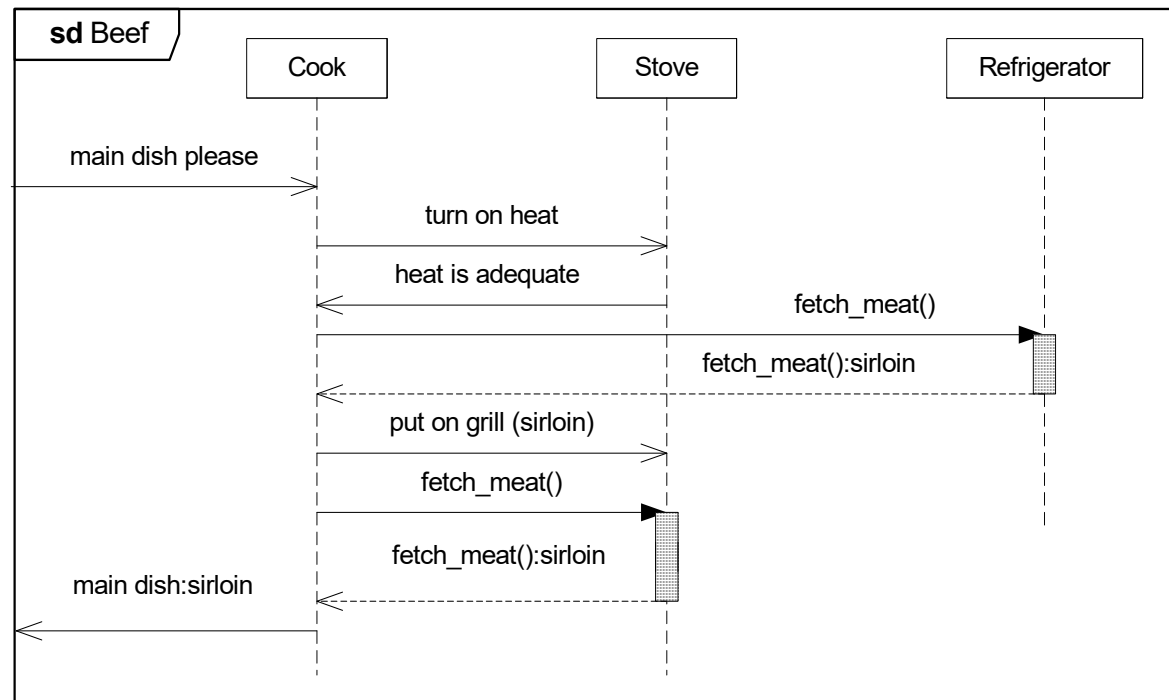 sd Beef
Cook
Stove
Refrigerator
main dish please
turn on heat
heat is adequate
fetch_meat()
fetch_meat():sirloin
put on grill (sirloin)
fetch_meat()
fetch_meat():sirloin
main dish:sirloin